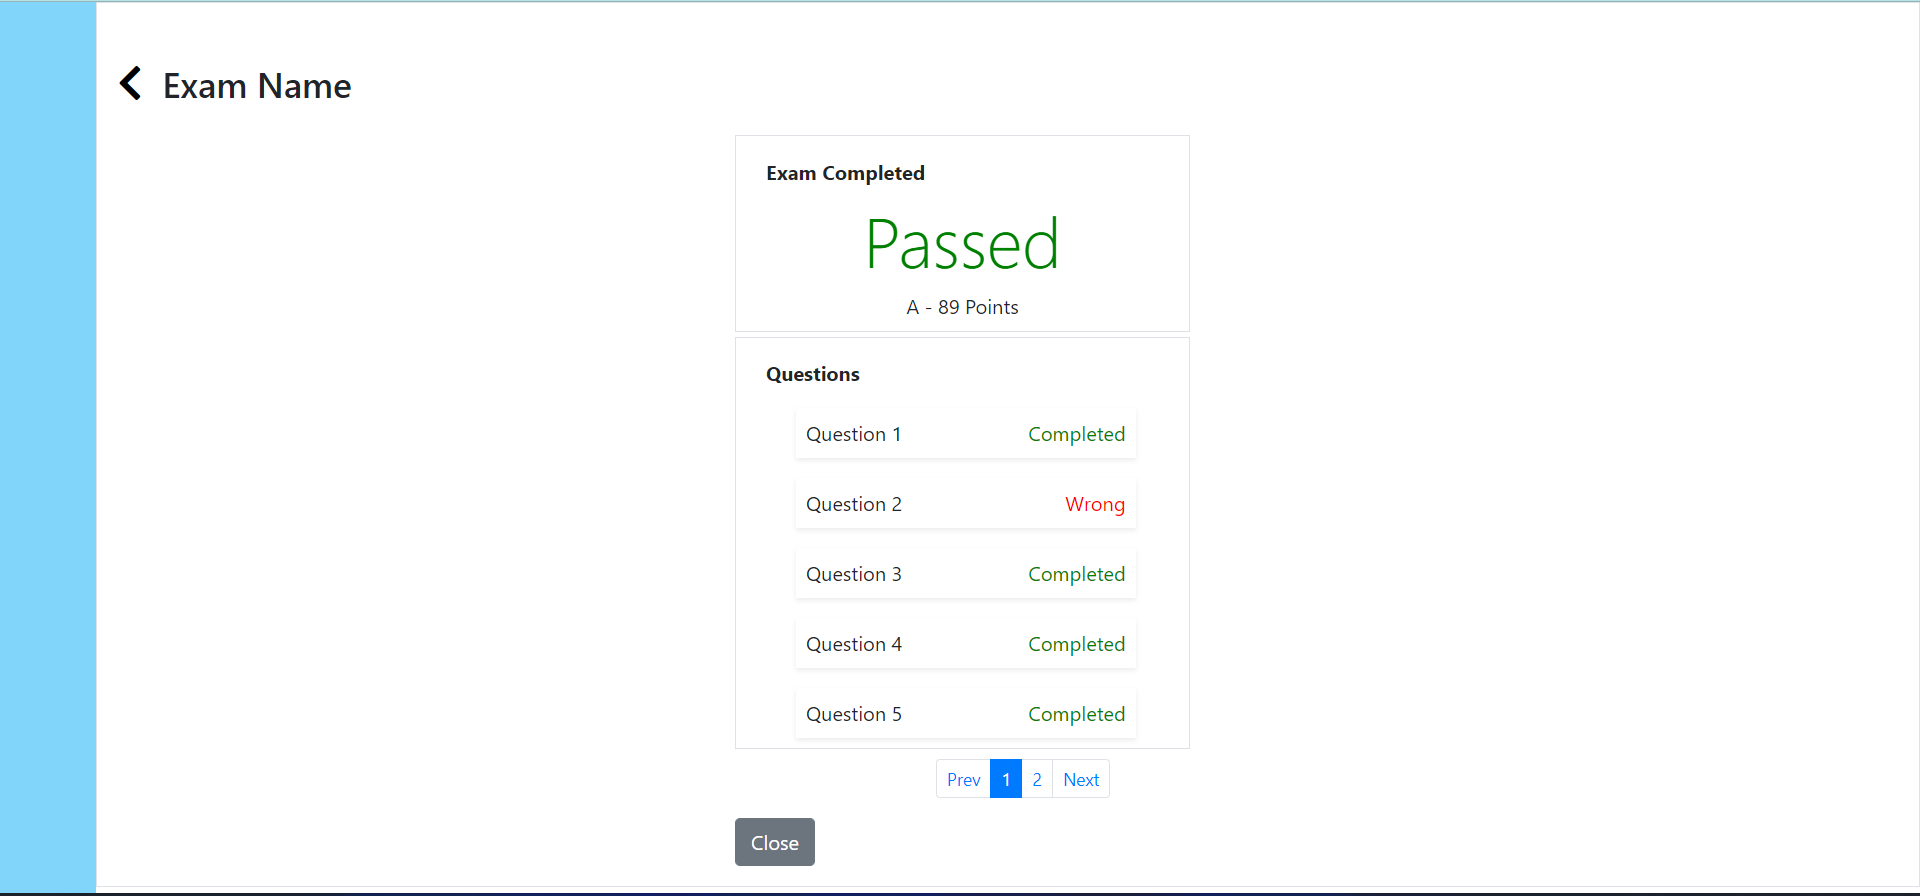 Exam Name
Exam Completed
Passed
A - 89 Points
Questions
Question 1 Completed
Question 2 Wrong
Question 3 Completed
Question 4 Completed
Question 5 Completed
Prev 1 2 Next
Close